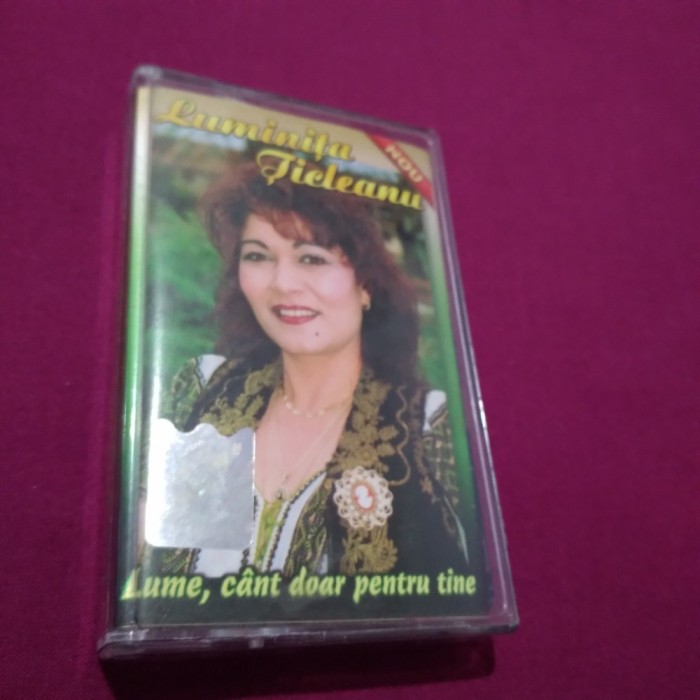 Luminița
Țicleanu
NOU
Lume, cânt doar pentru tine